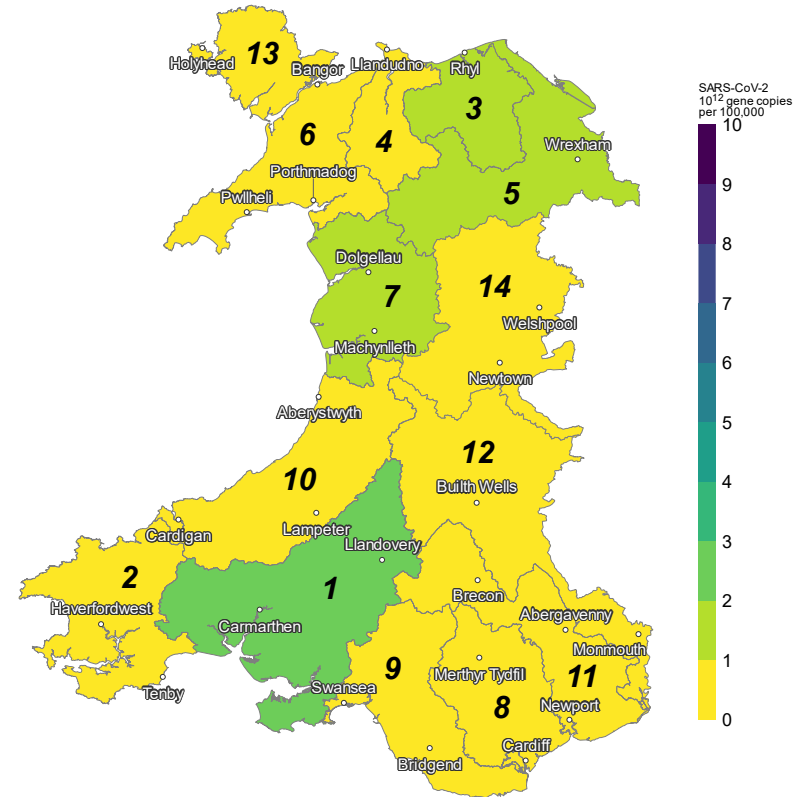 13
Holyhead
Bangor
Llandudno
Rhyl
3
6
4
Wrexham
Porthmadog
Pwllheli
5
Dolgellau
7
14
Welshpool
Machynlleth
Newtown
Aberystwyth
12
10
Builth Wells
Lampeter
Cardigan
Llandovery
2
1
Haverfordwest
Brecon
Abergavenny
Carmarthen
Monmouth
9
Merthyr Tydfil
11
Tenby
Swansea
8
Newport
Cardiff
Bridgend
SARS-CoV-2
10¹² gene copies
per 100,000
10
9
8
7
6
5
4
3
2
1
0